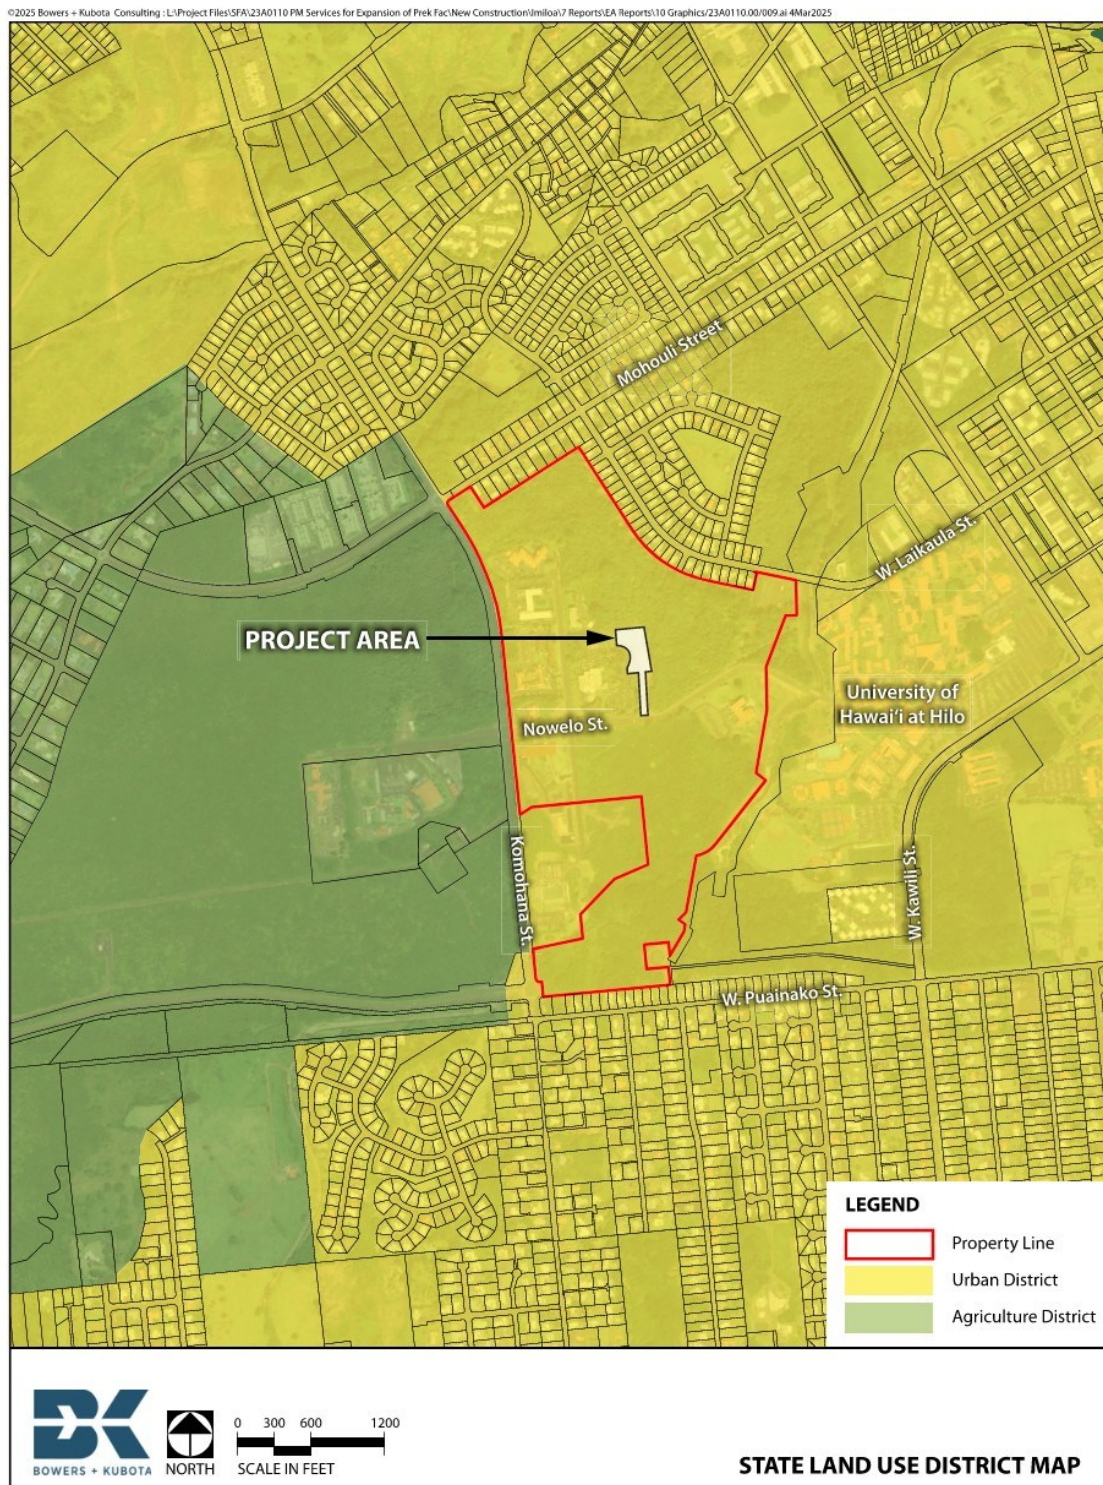 ©2025 Bowers + Kubota Consulting : L:\Project Files\SFA\23A0110 PM Services for Expansion of Prek Fac\New Construction\Imiloa\7 Reports\EA Reports\10 Graphics/23A0110.00/009.ai 4Mar2025
Mohouli Street
W. Laikaula St.
PROJECT AREA
University of
Hawai‘i at Hilo
Nowelo St.
Komohana St.
W. Kawili St.
W. Puainako St.
LEGEND
Property Line
Urban District
Agriculture District
BK
BOWERS + KUBOTA
NORTH
0 300 600 1200
SCALE IN FEET
STATE LAND USE DISTRICT MAP